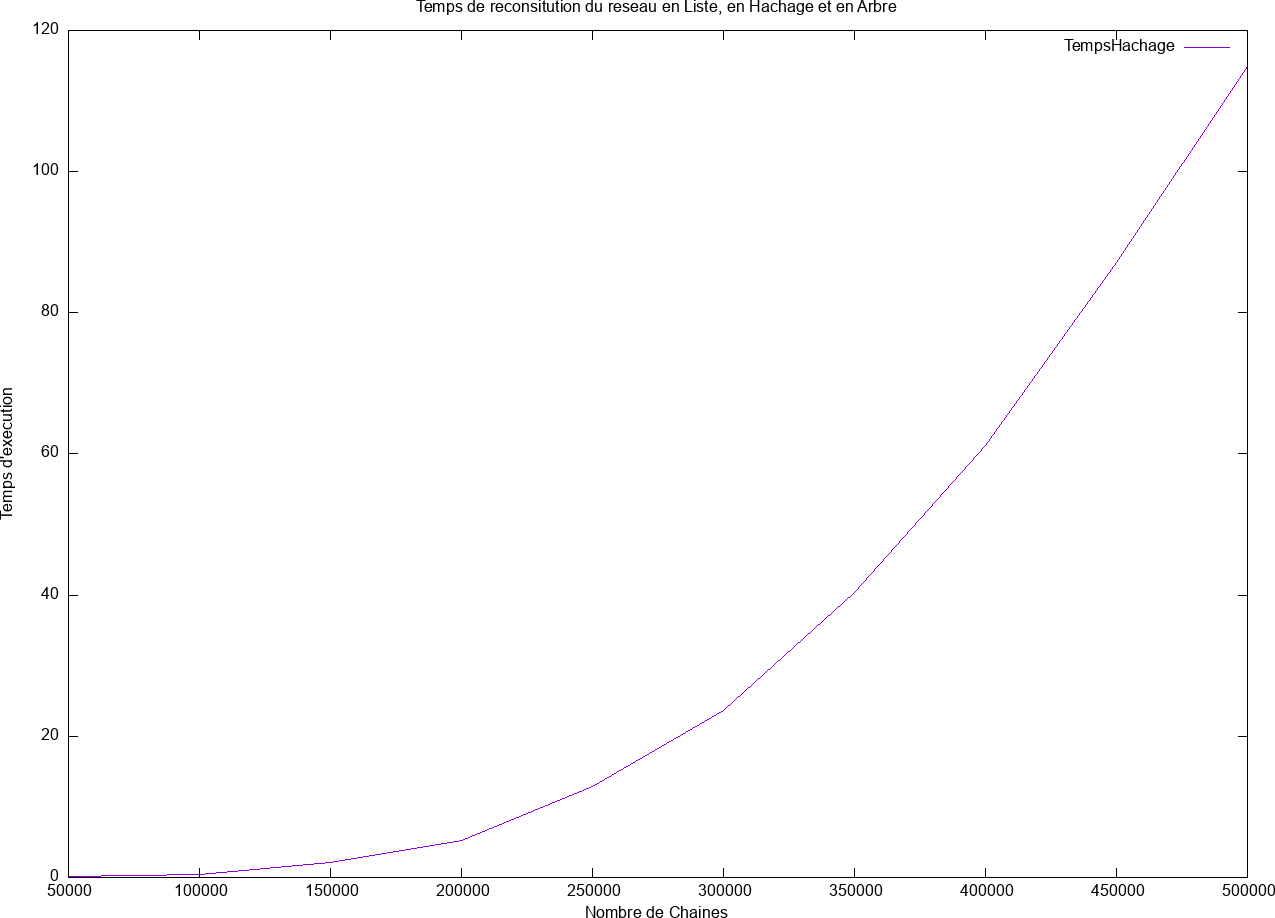 Temps de reconsitution du reseau en Liste, en Hachage et en Arbre
120
TempsHachage
100
80
60
40
20
0
Temps d'execution
50000 100000 150000 200000 250000 300000 350000 400000 450000 500000
Nombre de Chaines